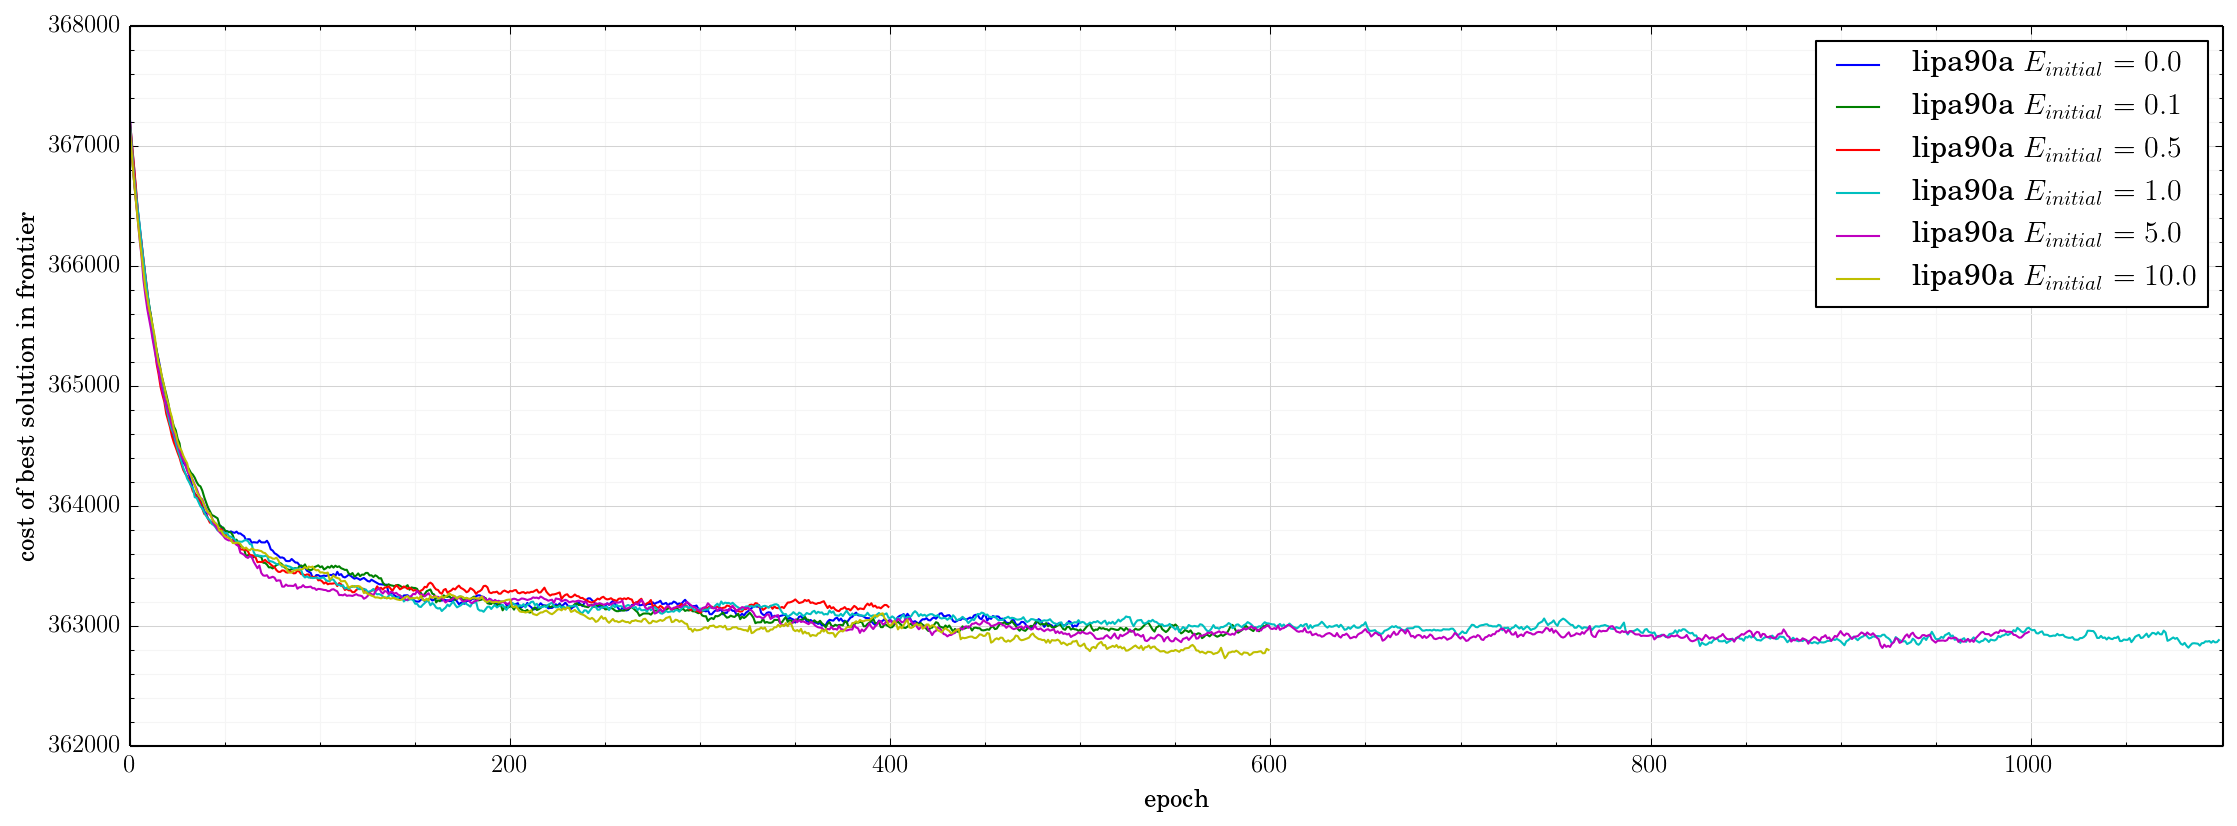 368000
367000
366000
365000
364000
363000
362000
cost of best solution in frontier
0
200
400
600
800
1000
epoch
lipa90a E_initial = 0.0
lipa90a E_initial = 0.1
lipa90a E_initial = 0.5
lipa90a E_initial = 1.0
lipa90a E_initial = 5.0
lipa90a E_initial = 10.0